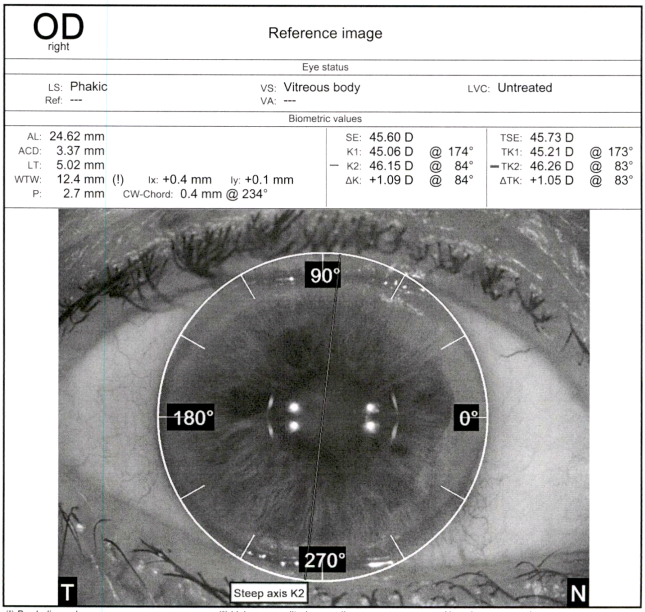 OD
right
Reference image
Eye status
LS: Phakic VS: Vitreous body LVC: Untreated
Ref: --- VA: ---
Biometric values
AL: 24.62 mm SE: 45.60 D TSE: 45.73 D
ACD: 3.37 mm K1: 45.06 D @ 174° TK1: 45.21 D @ 173°
LT: 5.02 mm K2: 46.15 D @ 84° TK2: 46.26 D @ 83°
WTW: 12.4 mm (!) Ix: +0.4 mm Iy: +0.1 mm ΔK: +1.09 D @ 84° ΔTK: +1.05 D @ 83°
P: 2.7 mm CW-Chord: 0.4 mm @ 234°
90°
180° 0°
270°
Steep axis K2
T N